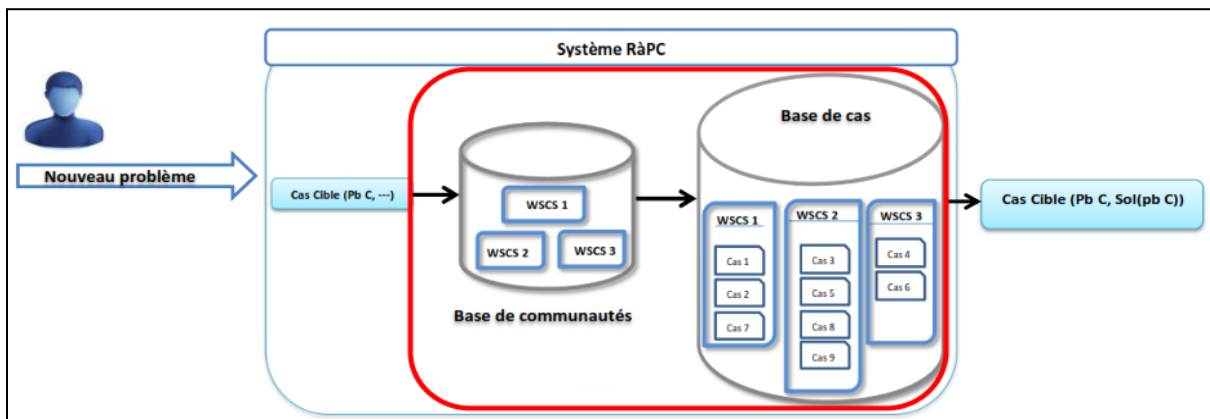 Système RàPC
Nouveau problème
Cas Cible (Pb C, ---)
WSCS 1
WSCS 2
WSCS 3
Base de communautés
Base de cas
WSCS 1
Cas 1
Cas 2
Cas 7
WSCS 2
Cas 3
Cas 5
Cas 8
Cas 9
WSCS 3
Cas 4
Cas 6
Cas Cible (Pb C, Sol(pb C))